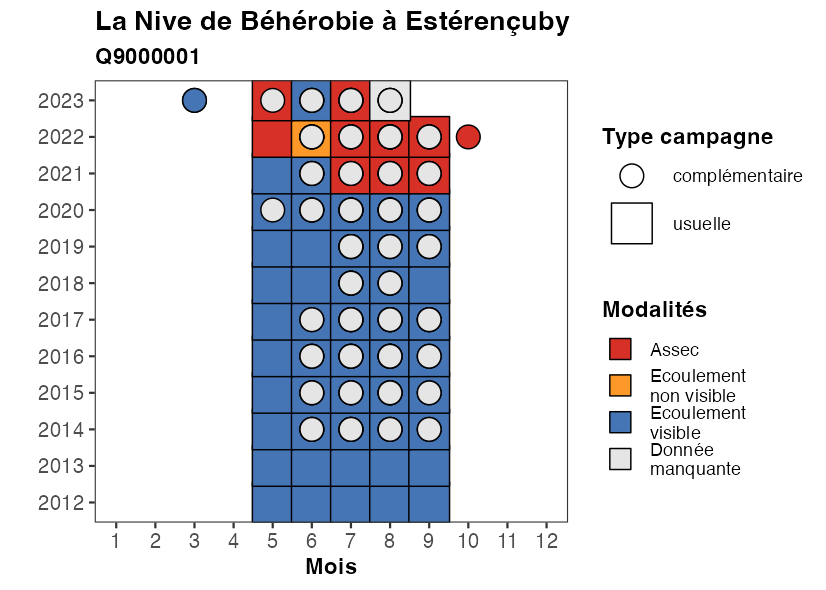 La Nive de Béhérobie à Estérençuby
Q9000001
2023
2022
2021
2020
2019
2018
2017
2016
2015
2014
2013
2012
1 2 3 4 5 6 7 8 9 10 11 12
Mois
Type campagne
complémentaire
usuelle
Modalités
Assec
Ecoulement
non visible
Ecoulement
visible
Donnée
manquante